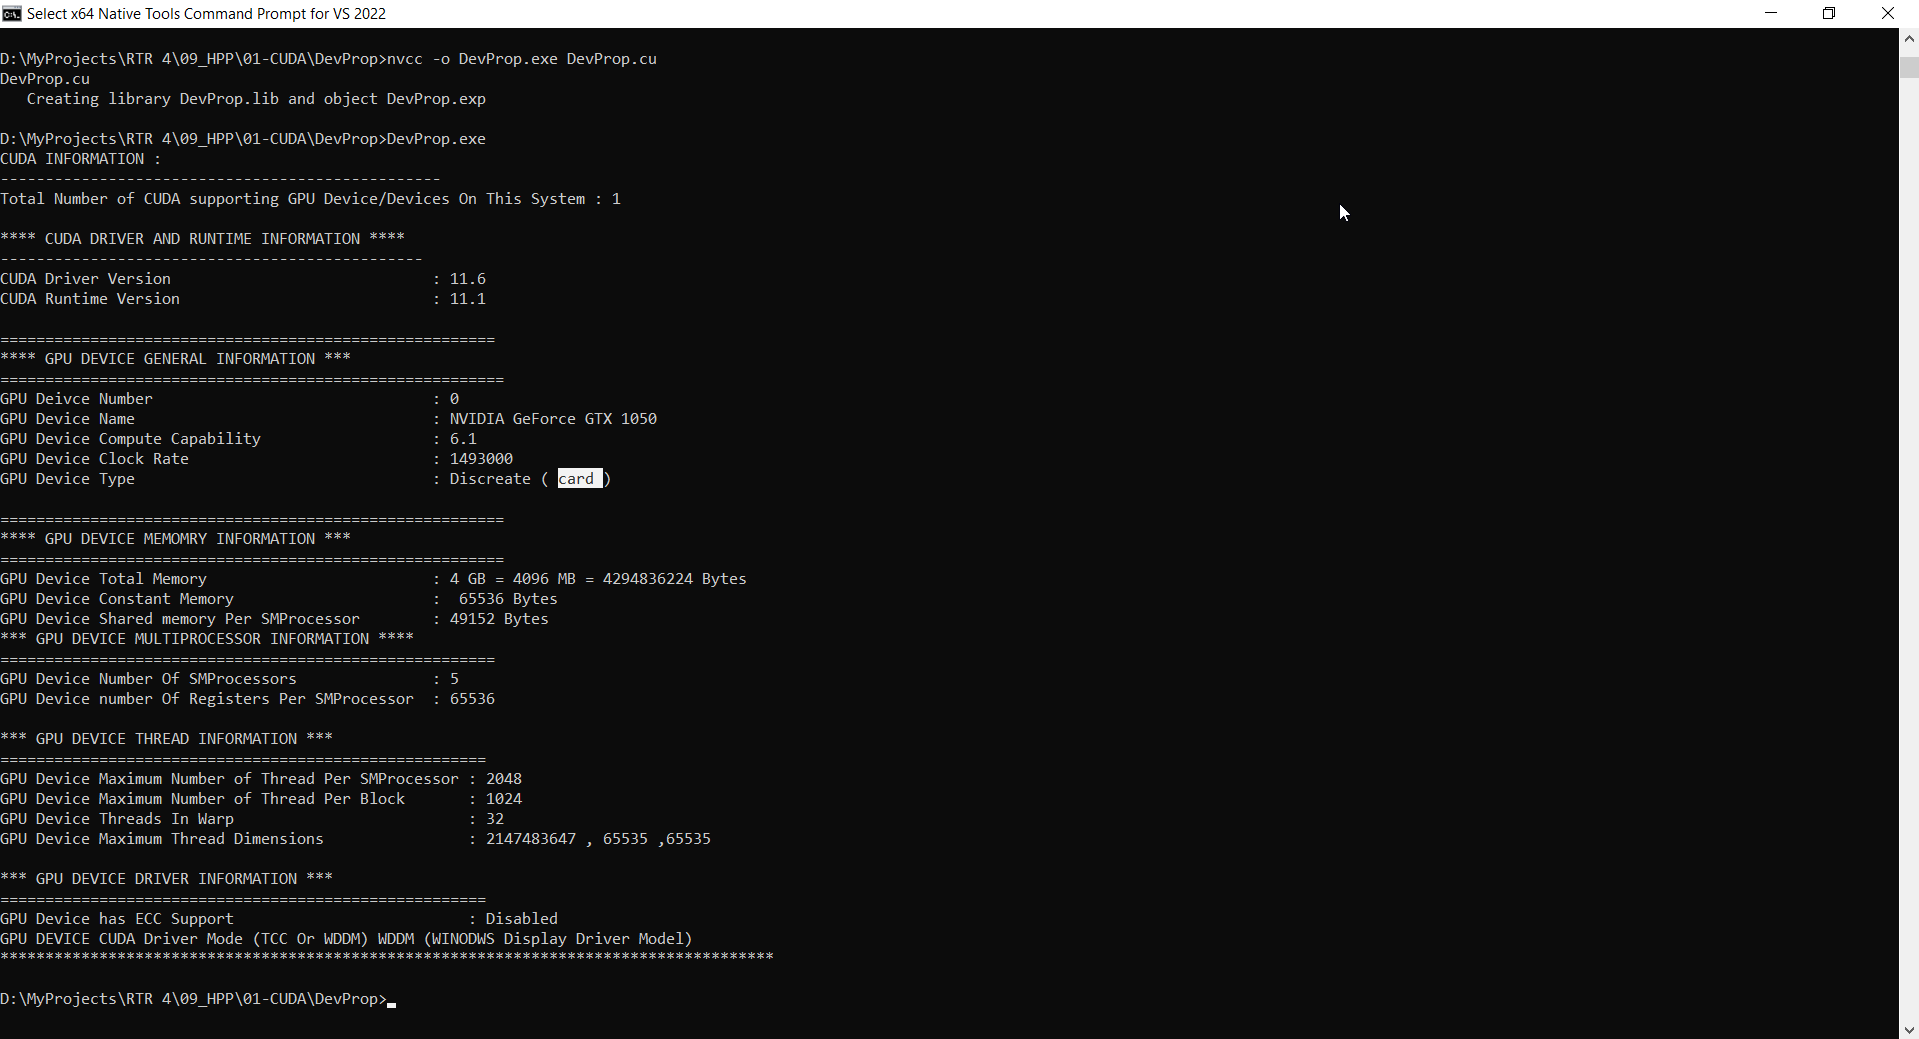 Select x64 Native Tools Command Prompt for VS 2022
D:\MyProjects\RTR 4\09_HPP\01-CUDA\DevProp>nvcc -o DevProp.exe DevProp.cu
DevProp.cu
   Creating library DevProp.lib and object DevProp.exp
D:\MyProjects\RTR 4\09_HPP\01-CUDA\DevProp>DevProp.exe
CUDA INFORMATION :
-------------------------------------------------
Total Number of CUDA supporting GPU Device/Devices On This System : 1
**** CUDA DRIVER AND RUNTIME INFORMATION ****
-----------------------------------------------
CUDA Driver Version                             : 11.6
CUDA Runtime Version                            : 11.1
=======================================================
**** GPU DEVICE GENERAL INFORMATION ***
========================================================
GPU Deivce Number                               : 0
GPU Device Name                                 : NVIDIA GeForce GTX 1050
GPU Device Compute Capability                   : 6.1
GPU Device Clock Rate                           : 1493000
GPU Device Type                                 : Discreate ( card )
========================================================
**** GPU DEVICE MEMOMRY INFORMATION ***
========================================================
GPU Device Total Memory                         : 4 GB = 4096 MB = 4294836224 Bytes
GPU Device Constant Memory                      :  65536 Bytes
GPU Device Shared memory Per SMProcessor        : 49152 Bytes
*** GPU DEVICE MULTIPROCESSOR INFORMATION ****
=======================================================
GPU Device Number Of SMProcessors               : 5
GPU Device number Of Registers Per SMProcessor  : 65536
*** GPU DEVICE THREAD INFORMATION ***
======================================================
GPU Device Maximum Number of Thread Per SMProcessor : 2048
GPU Device Maximum Number of Thread Per Block       : 1024
GPU Device Threads In Warp                          : 32
GPU Device Maximum Thread Dimensions                : 2147483647 , 65535 ,65535
*** GPU DEVICE DRIVER INFORMATION ***
======================================================
GPU Device has ECC Support                          : Disabled
GPU DEVICE CUDA Driver Mode (TCC Or WDDM) WDDM (WINODWS Display Driver Model)
**************************************************************************************
D:\MyProjects\RTR 4\09_HPP\01-CUDA\DevProp>